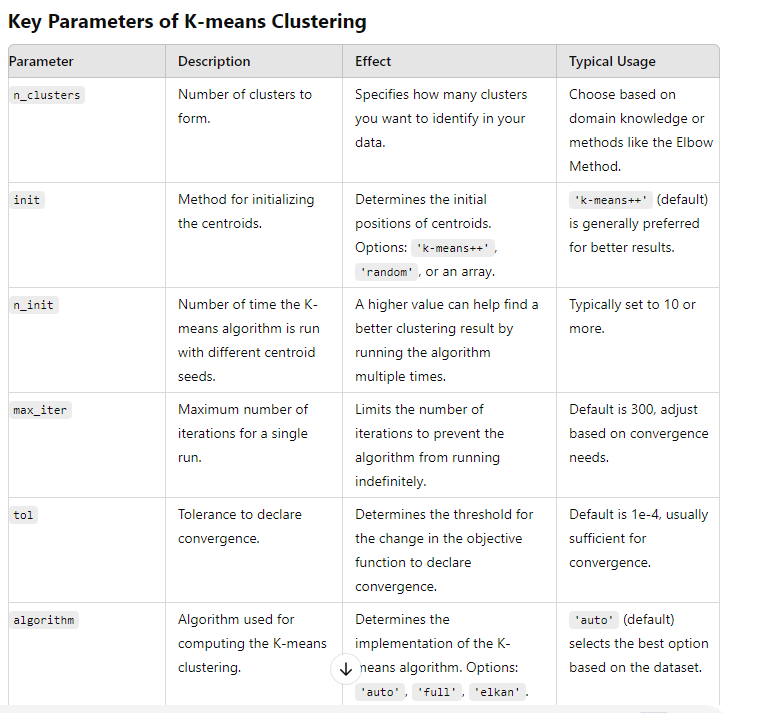 Key Parameters of K-means Clustering
Parameter Description Effect Typical Usage
n_clusters
Number of clusters to
form.
Specifies how many clusters
you want to identify in your
data.
Choose based on
domain knowledge or
methods like the Elbow
Method.
init
Method for initializing
the centroids.
Determines the initial
positions of centroids.
Options: 'k-means++',
'random', or an array.
'k-means++' (default)
is generally preferred
for better results.
n_init
Number of time the K-
means algorithm is run
with different centroid
seeds.
A higher value can help find a
better clustering result by
running the algorithm
multiple times.
Typically set to 10 or
more.
max_iter
Maximum number of
iterations for a single
run.
Limits the number of
iterations to prevent the
algorithm from running
indefinitely.
Default is 300, adjust
based on convergence
needs.
tol
Tolerance to declare
convergence.
Determines the threshold for
the change in the objective
function to declare
convergence.
Default is 1e-4, usually
sufficient for
convergence.
algorithm
Algorithm used for
computing the K-means
clustering.
Determines the
implementation of the K-
means algorithm. Options:
'auto', 'full', 'elkan'.
'auto' (default)
selects the best option
based on the dataset.